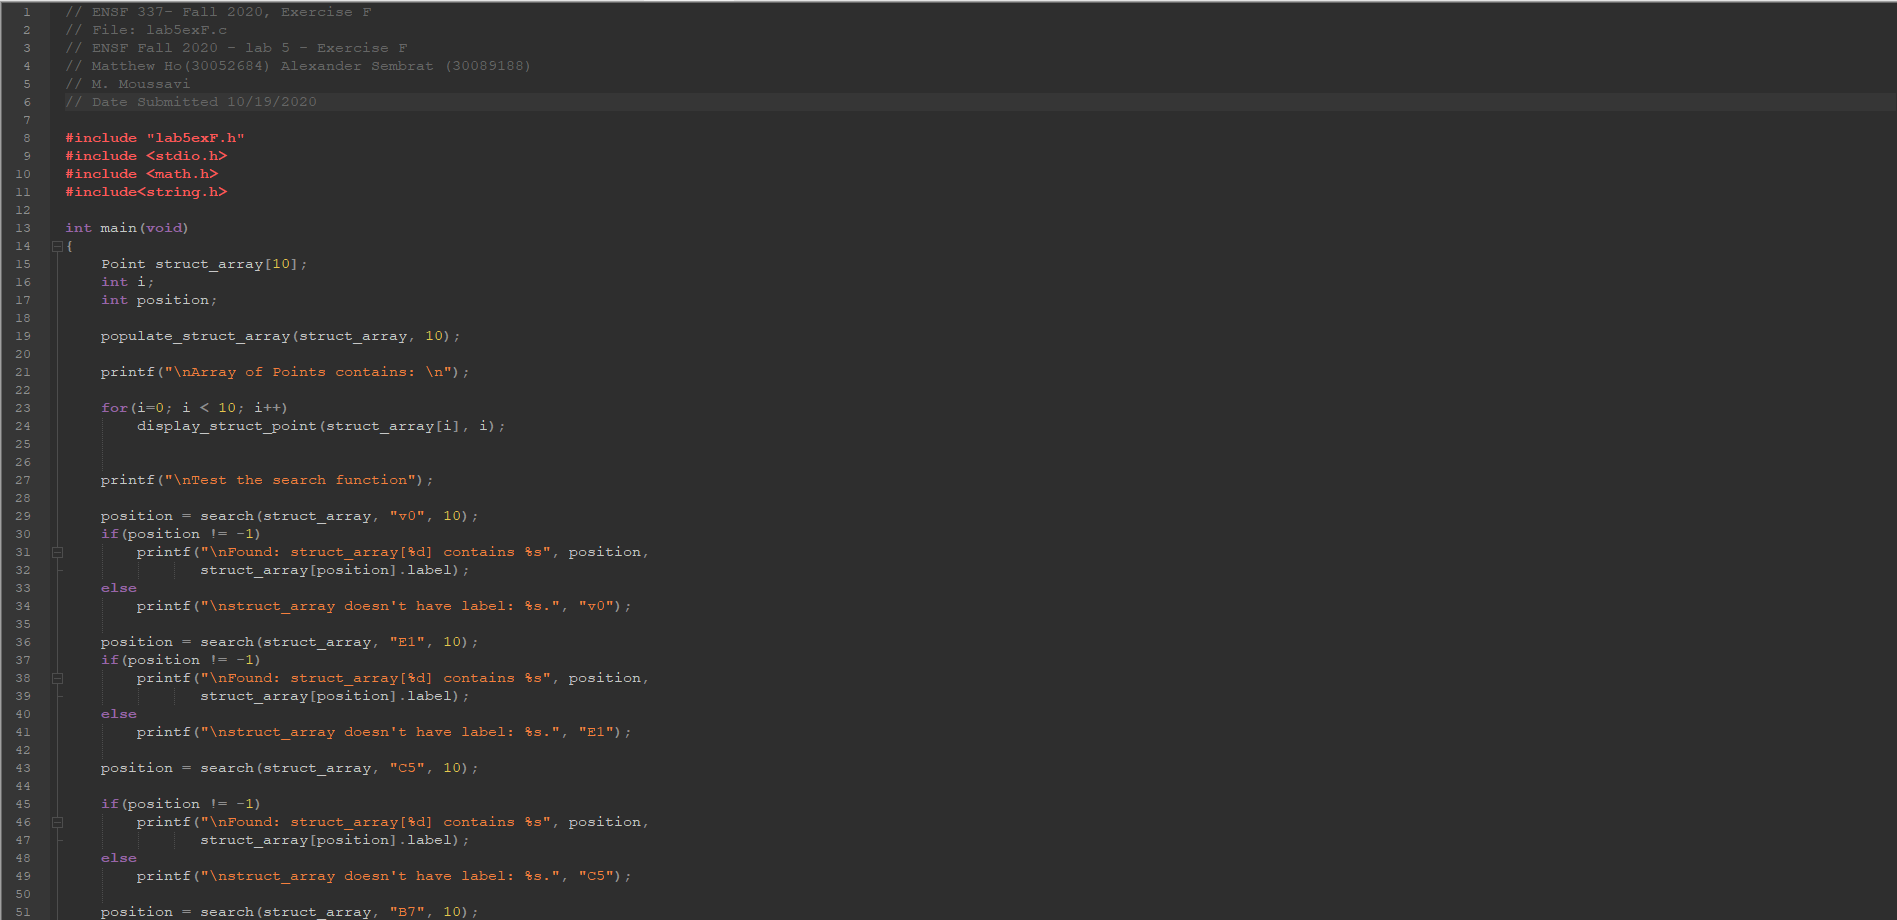 1 // ENSF 337- Fall 2020, Exercise F
2 // File: lab5exF.c
3 // ENSF Fall 2020 - lab 5 - Exercise F
4 // Matthew Ho(30052684) Alexander Sembrat (30089188)
5 // M. Moussavi
6 // Date Submitted 10/19/2020
7
8 #include "lab5exF.h"
9 #include <stdio.h>
10 #include <math.h>
11 #include<string.h>
12
13 int main(void)
14 {
15     Point struct_array[10];
16     int i;
17     int position;
18
19     populate_struct_array(struct_array, 10);
20
21     printf("\nArray of Points contains: \n");
22
23     for(i=0; i < 10; i++)
24         display_struct_point(struct_array[i], i);
25
26
27     printf("\nTest the search function");
28
29     position = search(struct_array, "v0", 10);
30     if(position != -1)
31         printf("\nFound: struct_array[%d] contains %s", position,
32                struct_array[position].label);
33     else
34         printf("\nstruct_array doesn't have label: %s.", "v0");
35
36     position = search(struct_array, "E1", 10);
37     if(position != -1)
38         printf("\nFound: struct_array[%d] contains %s", position,
39                struct_array[position].label);
40     else
41         printf("\nstruct_array doesn't have label: %s.", "E1");
42
43     position = search(struct_array, "C5", 10);
44
45     if(position != -1)
46         printf("\nFound: struct_array[%d] contains %s", position,
47                struct_array[position].label);
48     else
49         printf("\nstruct_array doesn't have label: %s.", "C5");
50
51     position = search(struct_array, "B7", 10);